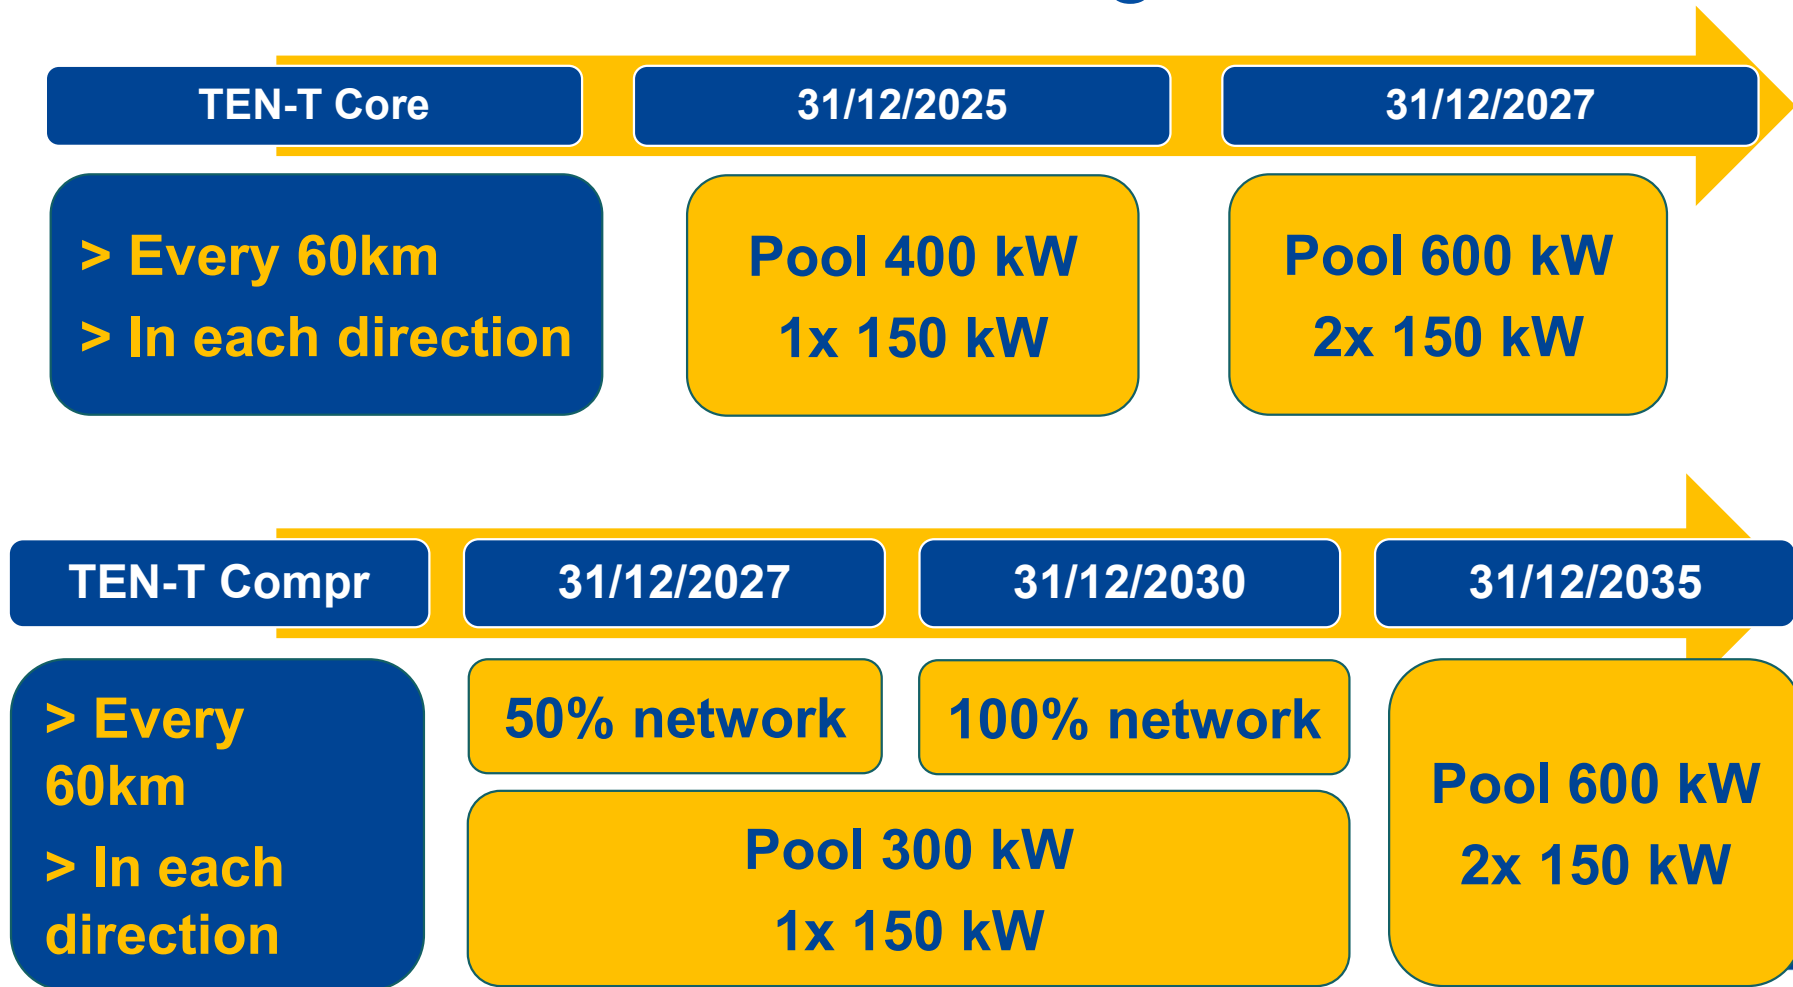 TEN-T Core
31/12/2025
31/12/2027
> Every 60km
> In each direction
Pool 400 kW
1x 150 kW
Pool 600 kW
2x 150 kW
TEN-T Compr
31/12/2027
31/12/2030
31/12/2035
> Every
60km
> In each
direction
50% network
100% network
Pool 300 kW
1x 150 kW
Pool 600 kW
2x 150 kW